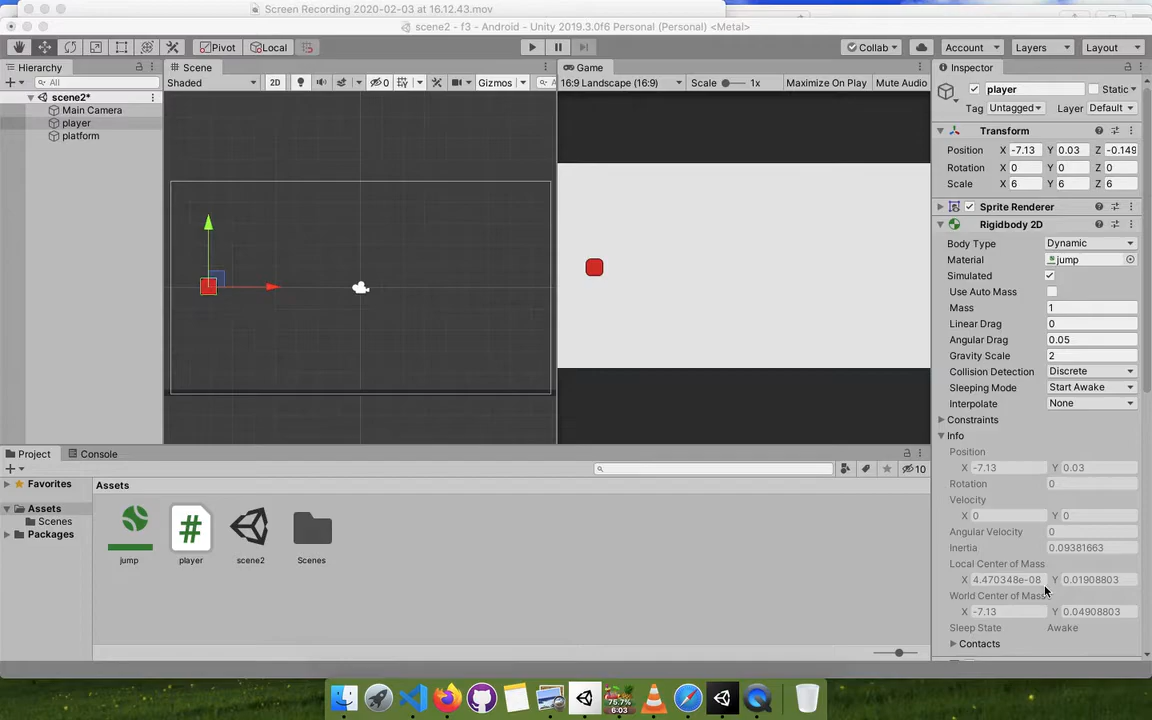 Screen Recording 2020-02-03 at 16.12.43.mov
scene2 - f3 - Android - Unity 2019.3.0f6 Personal (Personal) <Metal>
Pivot Local Collab Account Layers Layout
Hierarchy
All
scene2*
Main Camera
player
platform
Scene
Shaded 2D 0 Gizmos A
Game
16:9 Landscape (16:9) Scale 1x Maximize On Play Mute Audio
Inspector
player Static
Tag Untagged Layer Default
Transform
Position X -7.13 Y 0.03 Z -0.149
Rotation X 0 Y 0 Z 0
Scale X 6 Y 6 Z 6
Sprite Renderer
Rigidbody 2D
Body Type Dynamic
Material jump
Simulated
Use Auto Mass
Mass 1
Linear Drag 0
Angular Drag 0.05
Gravity Scale 2
Collision Detection Discrete
Sleeping Mode Start Awake
Interpolate None
Constraints
Info
Position
X -7.13 Y 0.03
Rotation 0
Velocity
X 0 Y 0
Angular Velocity 0
Inertia 0.09381663
Local Center of Mass
X 4.470348e-08 Y 0.01908803
World Center of Mass
X -7.13 Y 0.04908803
Sleep State Awake
Contacts
Project Console
10
Favorites
Assets
Scenes
Packages
Assets
jump player scene2 Scenes
75.7%
6:03